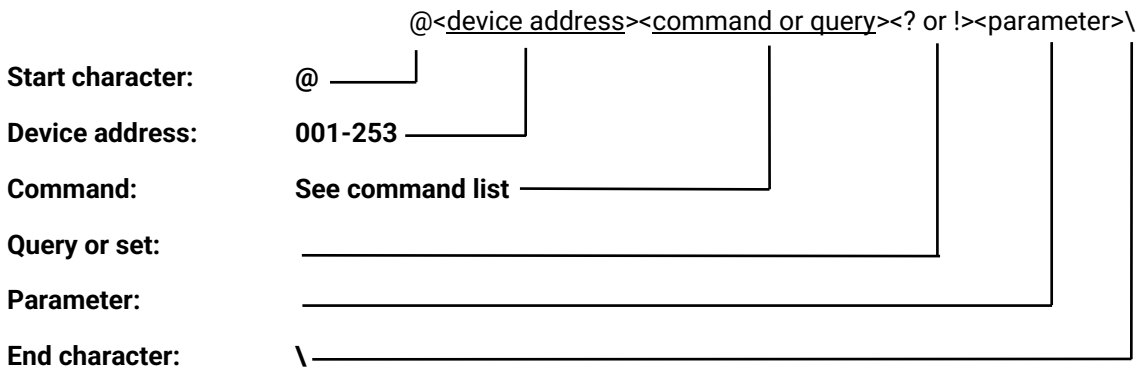 @<device address><command or query><? or !><parameter>\
Start character: @
Device address: 001-253
Command: See command list
Query or set:
Parameter:
End character: \